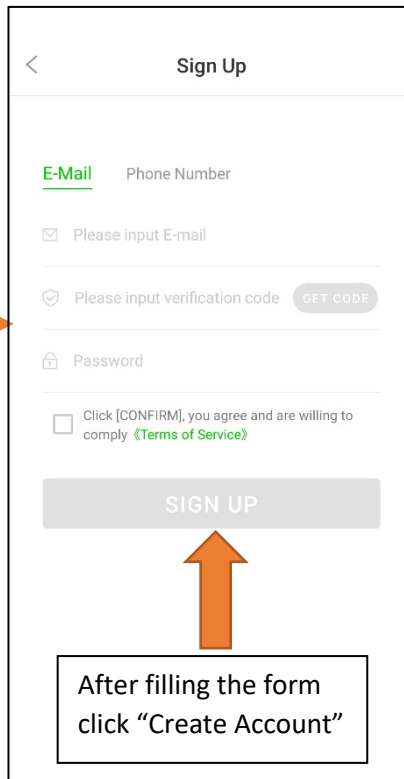 Sign Up
E-Mail Phone Number
Please input E-mail
Please input verification code GET CODE
Password
Click [CONFIRM], you agree and are willing to
comply 《Terms of Service》
SIGN UP
After filling the form
click “Create Account”